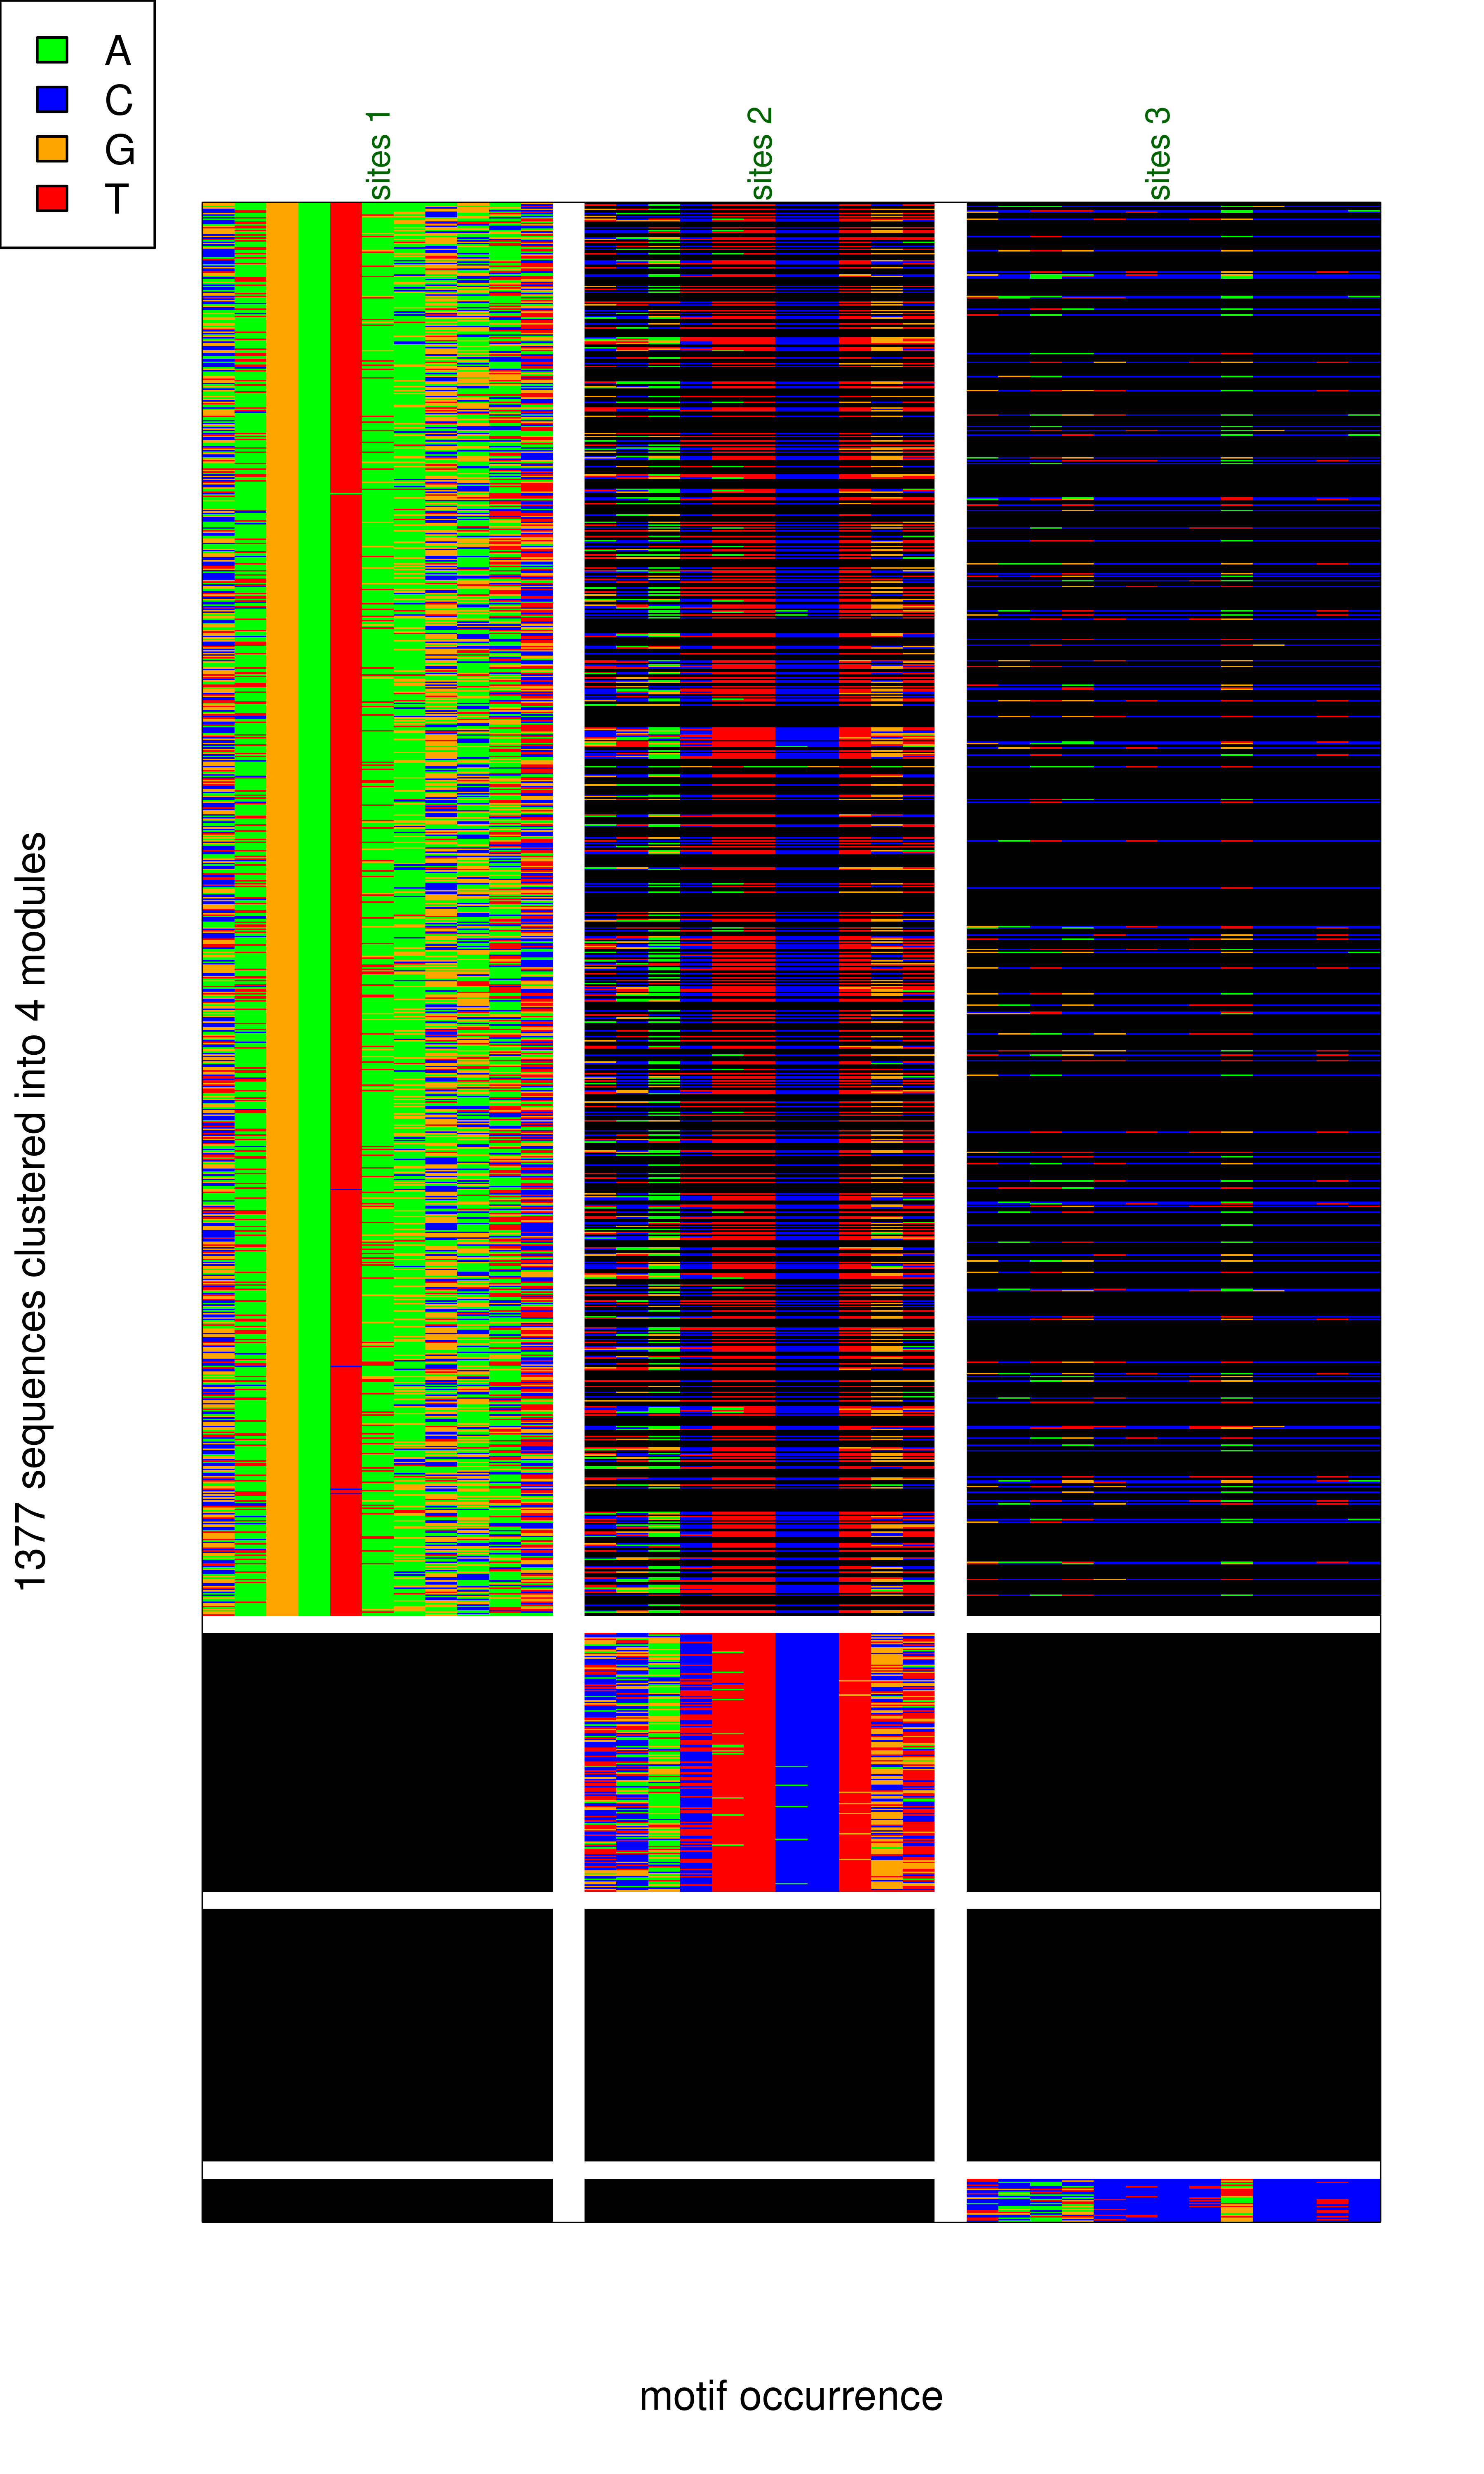 A
C
G
T
sites 1
sites 2
sites 3
1377 sequences clustered into 4 modules
motif occurrence